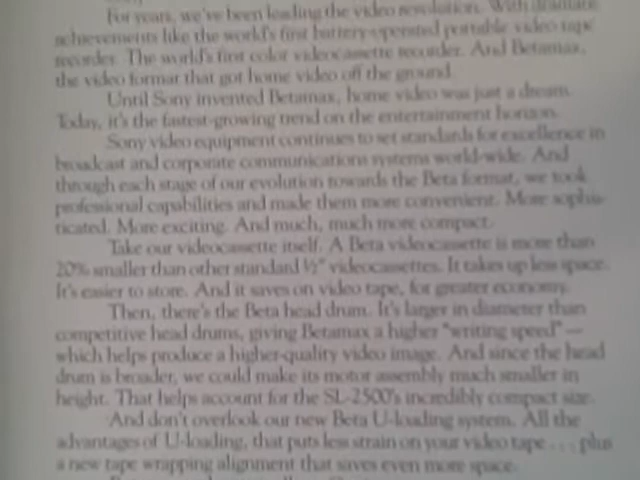 For years, we've been leading the video revolution. With dramatic
achievements like the world's first battery-operated portable video tape
recorder. The world's first color videocassette recorder. And Betamax,
the video format that got home video off the ground.
Until Sony invented Betamax, home video was just a dream.
Today, it's the fastest-growing trend on the entertainment horizon.
Sony video equipment continues to set standards for excellence in
broadcast and corporate communications systems world-wide. And
through each stage of our evolution towards the Beta format, we took
professional capabilities and made them more convenient. More sophis-
ticated. More exciting. And much, much more compact.
Take our videocassette itself. A Beta videocassette is more than
20% smaller than other standard ½" videocassettes. It takes up less space.
It's easier to store. And it saves on video tape, for greater economy.
Then, there's the Beta head drum. It's larger in diameter than
competitive head drums, giving Betamax a higher "writing speed" —
which helps produce a higher-quality video image. And since the head
drum is broader, we could make its motor assembly much smaller in
height. That helps account for the SL-2500's incredibly compact size.
And don't overlook our new Beta U-loading system. All the
advantages of U-loading, that puts less strain on your video tape . . . plus
a new tape wrapping alignment that saves even more space.